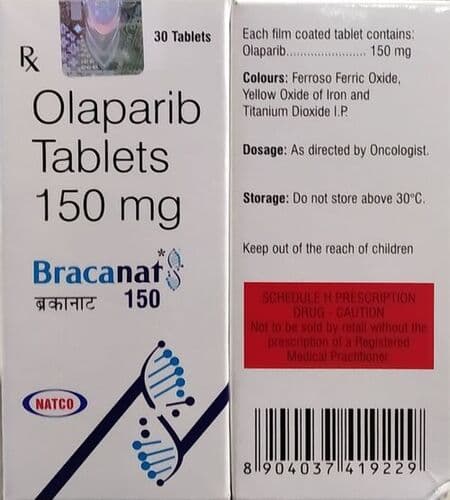 30 Tablets
Rx
Olaparib
Tablets
150 mg
Bracanat*
ब्रकानाट 150
NATCO
Each film coated tablet contains:
Olaparib........................ 150 mg
Colours: Ferroso Ferric Oxide,
Yellow Oxide of Iron and
Titanium Dioxide I.P.
Dosage: As directed by Oncologist.
Storage: Do not store above 30°C.
Keep out of the reach of children
SCHEDULE H PRESCRIPTION
DRUG - CAUTION
Not to be sold by retail without the
prescription of a Registered
Medical Practitioner
8 904037 419229